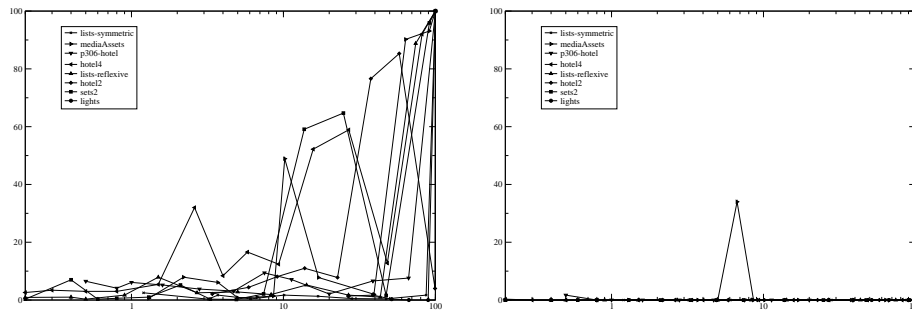 100
80
60
40
20
0
1
10
100
lists-symmetric
mediaAssets
p306-hotel
hotel4
lists-reflexive
hotel2
sets2
lights
100
80
60
40
20
0
1
10
lists-symmetric
mediaAssets
p306-hotel
hotel4
lists-reflexive
hotel2
sets2
lights